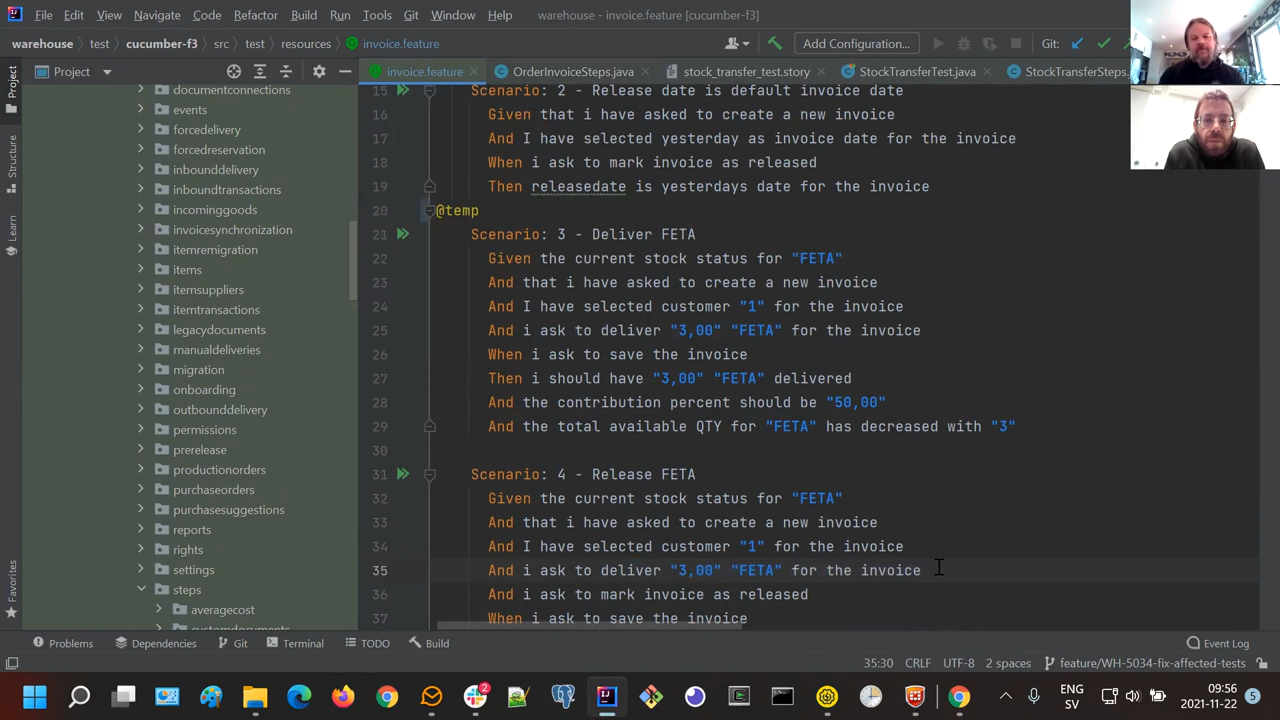 File Edit View Navigate Code Refactor Build Run Tools Git Window Help warehouse - invoice.feature [cucumber-f3]
warehouse test cucumber-f3 src test resources invoice.feature Add Configuration... Git:
Project Project invoice.feature OrderInvoiceSteps.java stock_transfer_test.story StockTransferTest.java StockTransferSteps.
documentconnections
events
forcedelivery
forcedreservation
inbounddelivery
inboundtransactions
incominggoods
invoicesynchronization
itemremigration
items
itemsuppliers
itemtransactions
legacydocuments
manualdeliveries
migration
onboarding
outbounddelivery
permissions
prerelease
productionorders
purchaseorders
purchasesuggestions
reports
rights
settings
steps
averagecost
customdocuments
Structure
Learn
Favorites
15 Scenario: 2 - Release date is default invoice date
16 Given that i have asked to create a new invoice
17 And I have selected yesterday as invoice date for the invoice
18 When i ask to mark invoice as released
19 Then releasedate is yesterdays date for the invoice
20 @temp
21 Scenario: 3 - Deliver FETA
22 Given the current stock status for "FETA"
23 And that i have asked to create a new invoice
24 And I have selected customer "1" for the invoice
25 And i ask to deliver "3,00" "FETA" for the invoice
26 When i ask to save the invoice
27 Then i should have "3,00" "FETA" delivered
28 And the contribution percent should be "50,00"
29 And the total available QTY for "FETA" has decreased with "3"
30
31 Scenario: 4 - Release FETA
32 Given the current stock status for "FETA"
33 And that i have asked to create a new invoice
34 And I have selected customer "1" for the invoice
35 And i ask to deliver "3,00" "FETA" for the invoice
36 And i ask to mark invoice as released
37 When i ask to save the invoice
Problems Dependencies Git Terminal TODO Build Event Log
35:30 CRLF UTF-8 2 spaces feature/WH-5034-fix-affected-tests
2 ENG 09:56
SV 2021-11-22 5